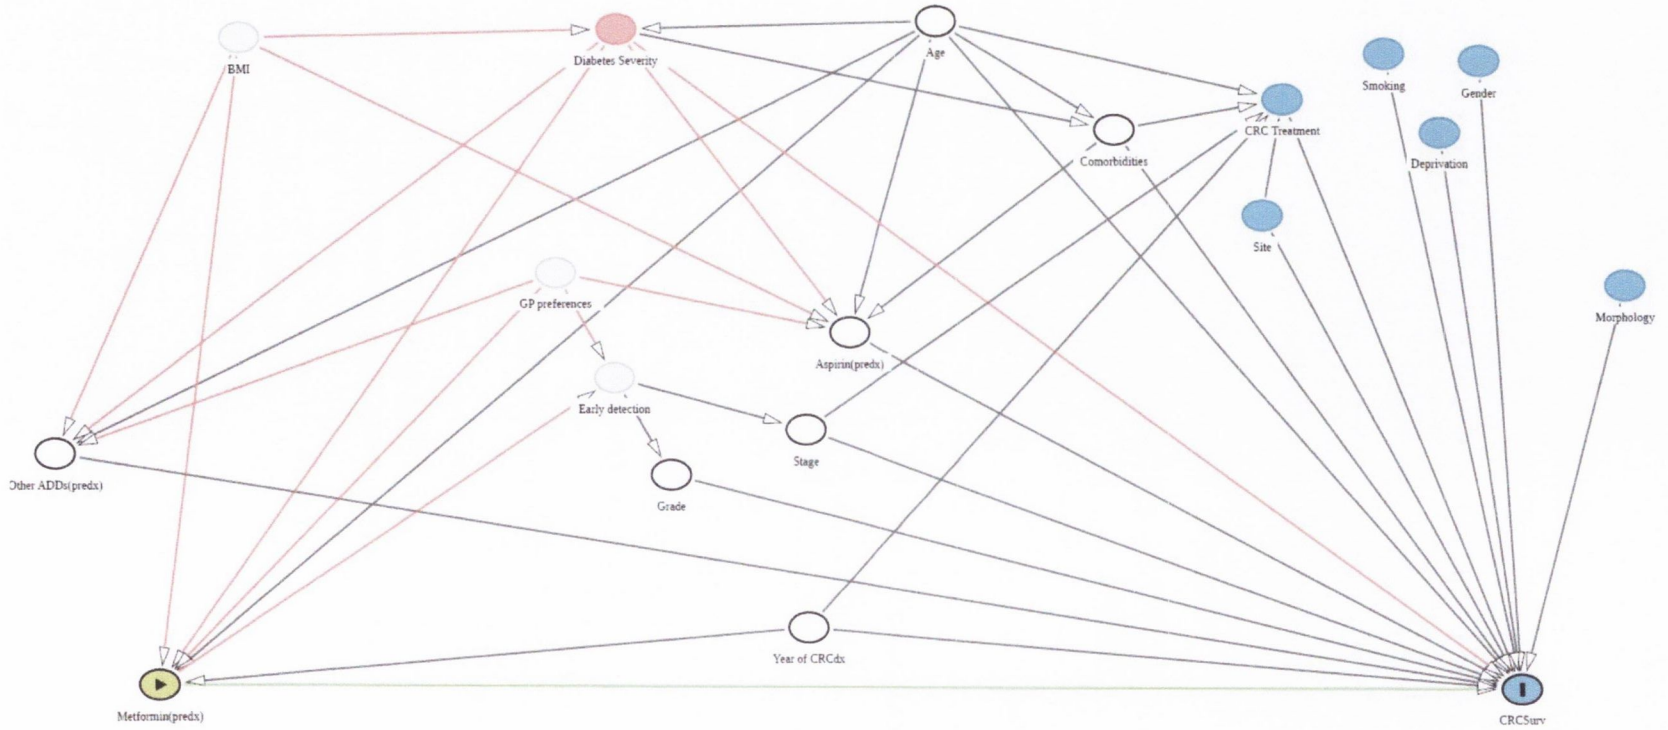 BMI
Diabetes Severity
Age
Smoking
Gender
CRC Treatment
Comorbidities
Deprivation
Site
GP preferences
Morphology
Aspirin(predx)
Early detection
Stage
Other ADDs(predx)
Grade
Year of CRCdx
Metformin(predx)
CRCSurv